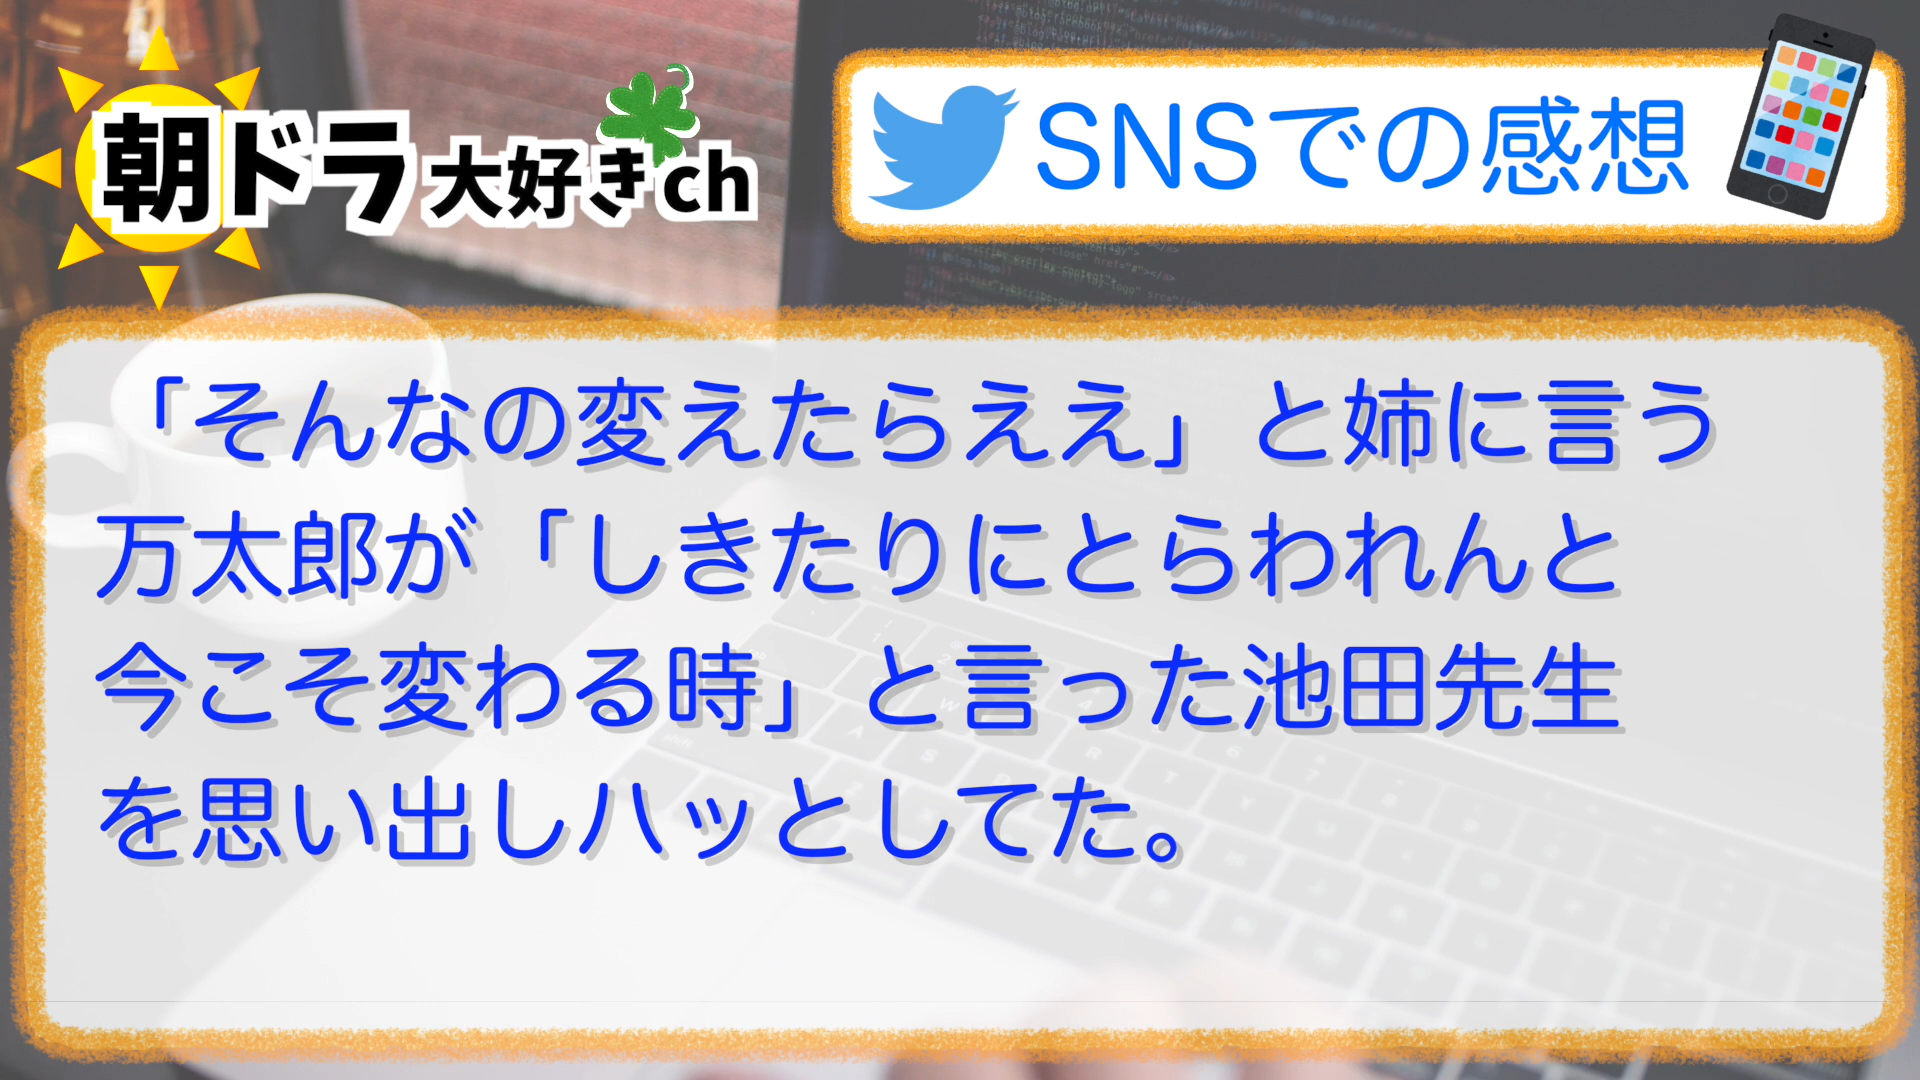 朝ドラ大好きch
SNSでの感想
「そんなの変えたらええ」と姉に言う
万太郎が「しきたりにとらわれんと
今こそ変わる時」と言った池田先生
を思い出しハッとしてた。